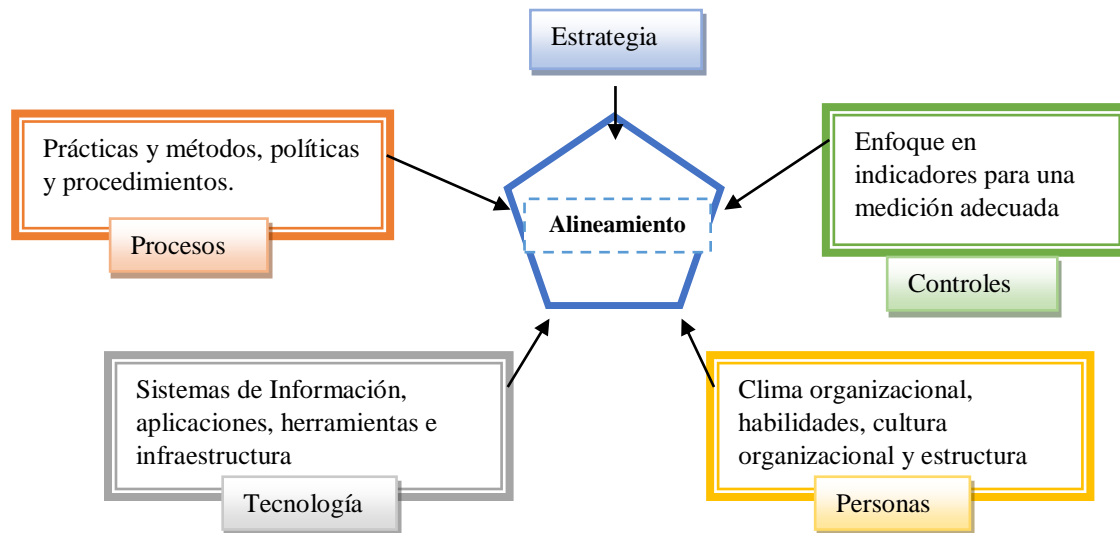 Estrategia
Prácticas y métodos, políticas
y procedimientos.
Procesos
Enfoque en
indicadores para una
medición adecuada
Controles
Alineamiento
Sistemas de Información,
aplicaciones, herramientas e
infraestructura
Tecnología
Clima organizacional,
habilidades, cultura
organizacional y estructura
Personas